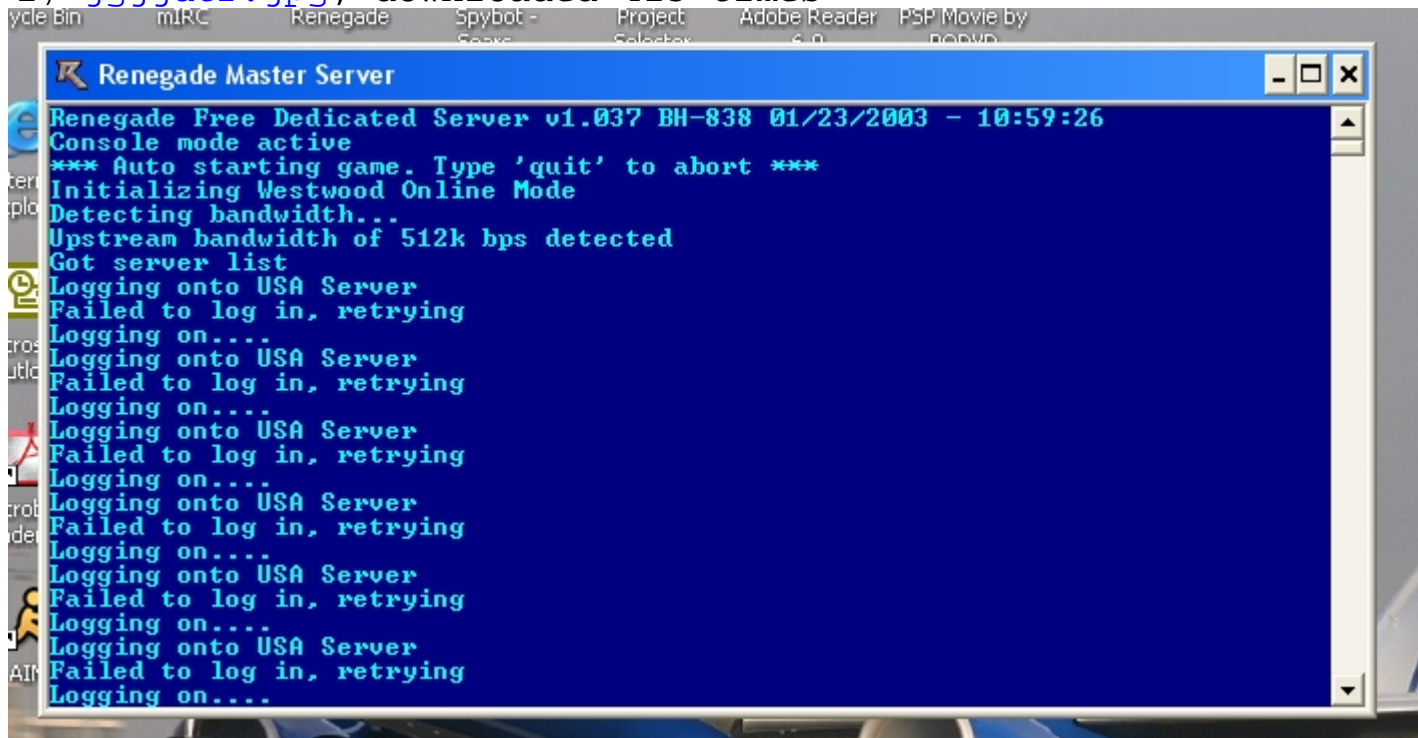 ycle Bin mIRC Renegade Spybot - Project Adobe Reader PSP Movie by
Selector 6.0
Renegade Master Server
Renegade Free Dedicated Server v1.037 BH-838 01/23/2003 - 10:59:26
Console mode active
*** Auto starting game. Type 'quit' to abort ***
Initializing Westwood Online Mode
Detecting bandwidth...
Upstream bandwidth of 512k bps detected
Got server list
Logging onto USA Server
Failed to log in, retrying
Logging on....
Logging onto USA Server
Failed to log in, retrying
Logging on....
Logging onto USA Server
Failed to log in, retrying
Logging on....
Logging onto USA Server
Failed to log in, retrying
Logging on....
Logging onto USA Server
Failed to log in, retrying
Logging on....
Logging onto USA Server
Failed to log in, retrying
Logging on....